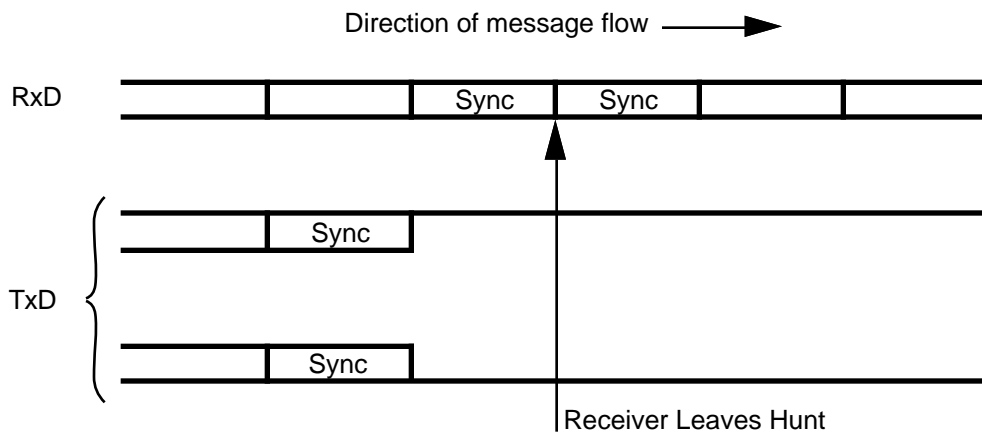 Direction of message flow
RxD
Sync Sync
Sync
TxD
Sync
Receiver Leaves Hunt